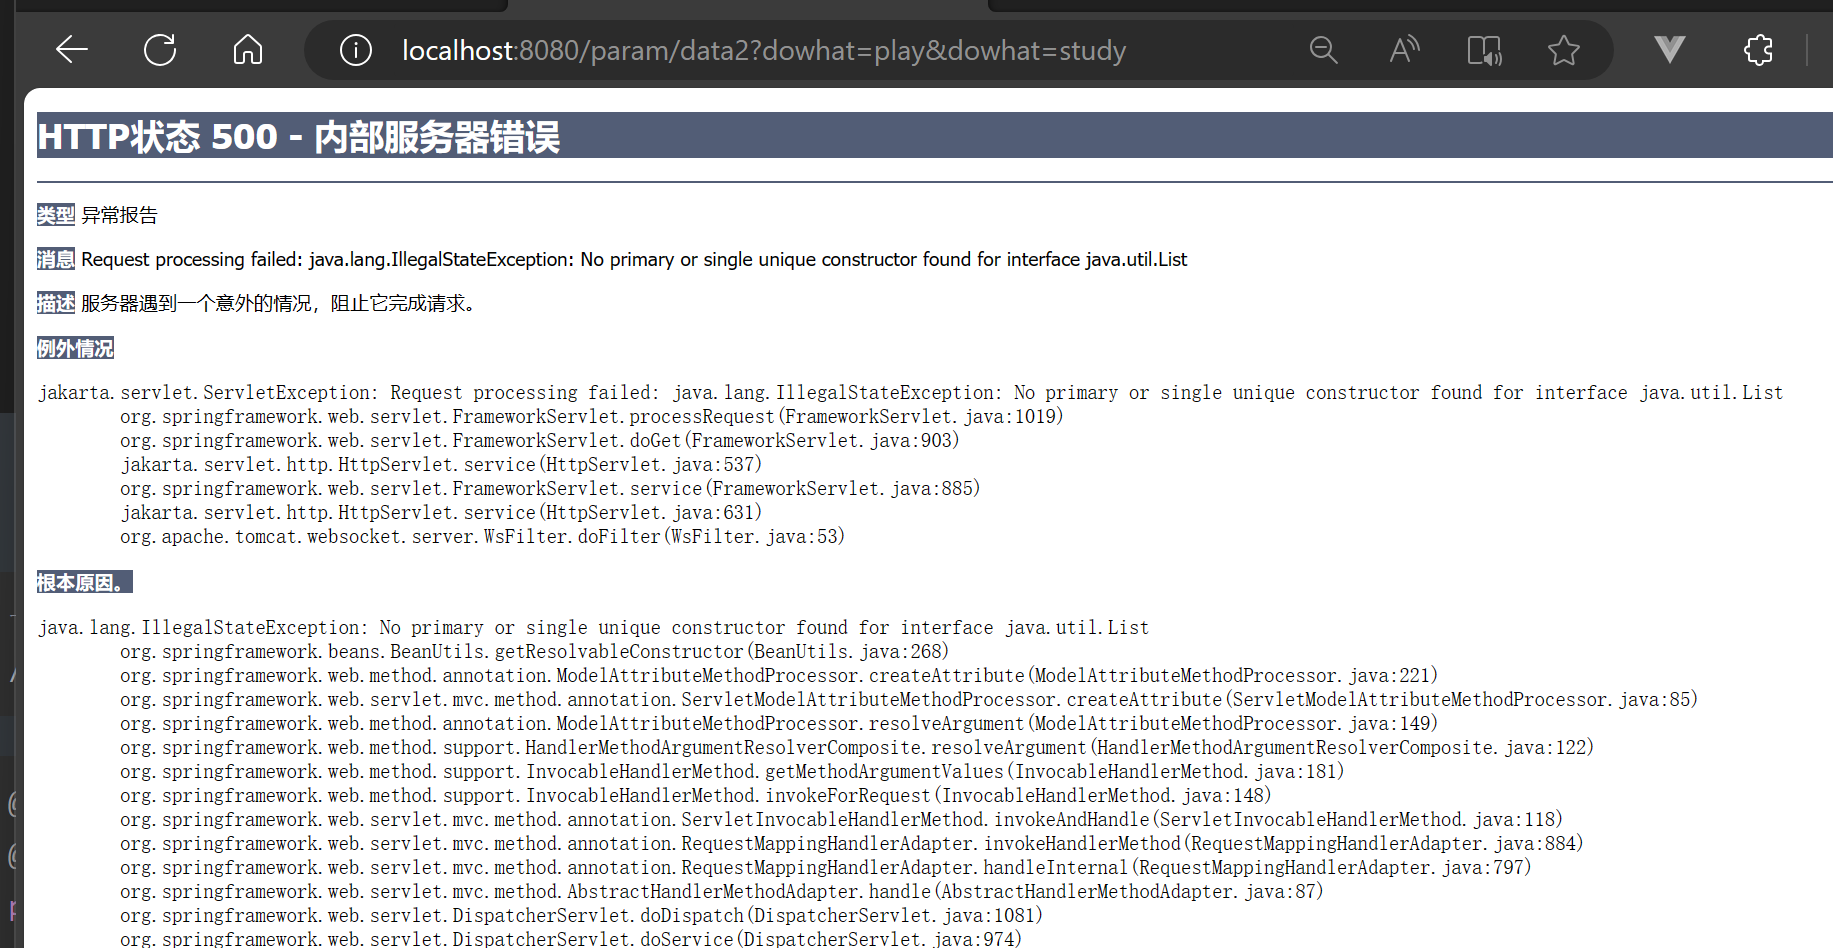 localhost:8080/param/data2?dowhat=play&dowhat=study
HTTP状态 500 - 内部服务器错误
类型 异常报告
消息 Request processing failed: java.lang.IllegalStateException: No primary or single unique constructor found for interface java.util.List
描述 服务器遇到一个意外的情况，阻止它完成请求。
例外情况
jakarta.servlet.ServletException: Request processing failed: java.lang.IllegalStateException: No primary or single unique constructor found for interface java.util.List
org.springframework.web.servlet.FrameworkServlet.processRequest(FrameworkServlet.java:1019)
org.springframework.web.servlet.FrameworkServlet.doGet(FrameworkServlet.java:903)
jakarta.servlet.http.HttpServlet.service(HttpServlet.java:537)
org.springframework.web.servlet.FrameworkServlet.service(FrameworkServlet.java:885)
jakarta.servlet.http.HttpServlet.service(HttpServlet.java:631)
org.apache.tomcat.websocket.server.WsFilter.doFilter(WsFilter.java:53)
根本原因。
java.lang.IllegalStateException: No primary or single unique constructor found for interface java.util.List
org.springframework.beans.BeanUtils.getResolvableConstructor(BeanUtils.java:268)
org.springframework.web.method.annotation.ModelAttributeMethodProcessor.createAttribute(ModelAttributeMethodProcessor.java:221)
org.springframework.web.servlet.mvc.method.annotation.ServletModelAttributeMethodProcessor.createAttribute(ServletModelAttributeMethodProcessor.java:85)
org.springframework.web.method.annotation.ModelAttributeMethodProcessor.resolveArgument(ModelAttributeMethodProcessor.java:149)
org.springframework.web.method.support.HandlerMethodArgumentResolverComposite.resolveArgument(HandlerMethodArgumentResolverComposite.java:122)
org.springframework.web.method.support.InvocableHandlerMethod.getMethodArgumentValues(InvocableHandlerMethod.java:181)
org.springframework.web.method.support.InvocableHandlerMethod.invokeForRequest(InvocableHandlerMethod.java:148)
org.springframework.web.servlet.mvc.method.annotation.ServletInvocableHandlerMethod.invokeAndHandle(ServletInvocableHandlerMethod.java:118)
org.springframework.web.servlet.mvc.method.annotation.RequestMappingHandlerAdapter.invokeHandlerMethod(RequestMappingHandlerAdapter.java:884)
org.springframework.web.servlet.mvc.method.annotation.RequestMappingHandlerAdapter.handleInternal(RequestMappingHandlerAdapter.java:797)
org.springframework.web.servlet.mvc.method.AbstractHandlerMethodAdapter.handle(AbstractHandlerMethodAdapter.java:87)
org.springframework.web.servlet.DispatcherServlet.doDispatch(DispatcherServlet.java:1081)
org.springframework.web.servlet.DispatcherServlet.doService(DispatcherServlet.java:974)